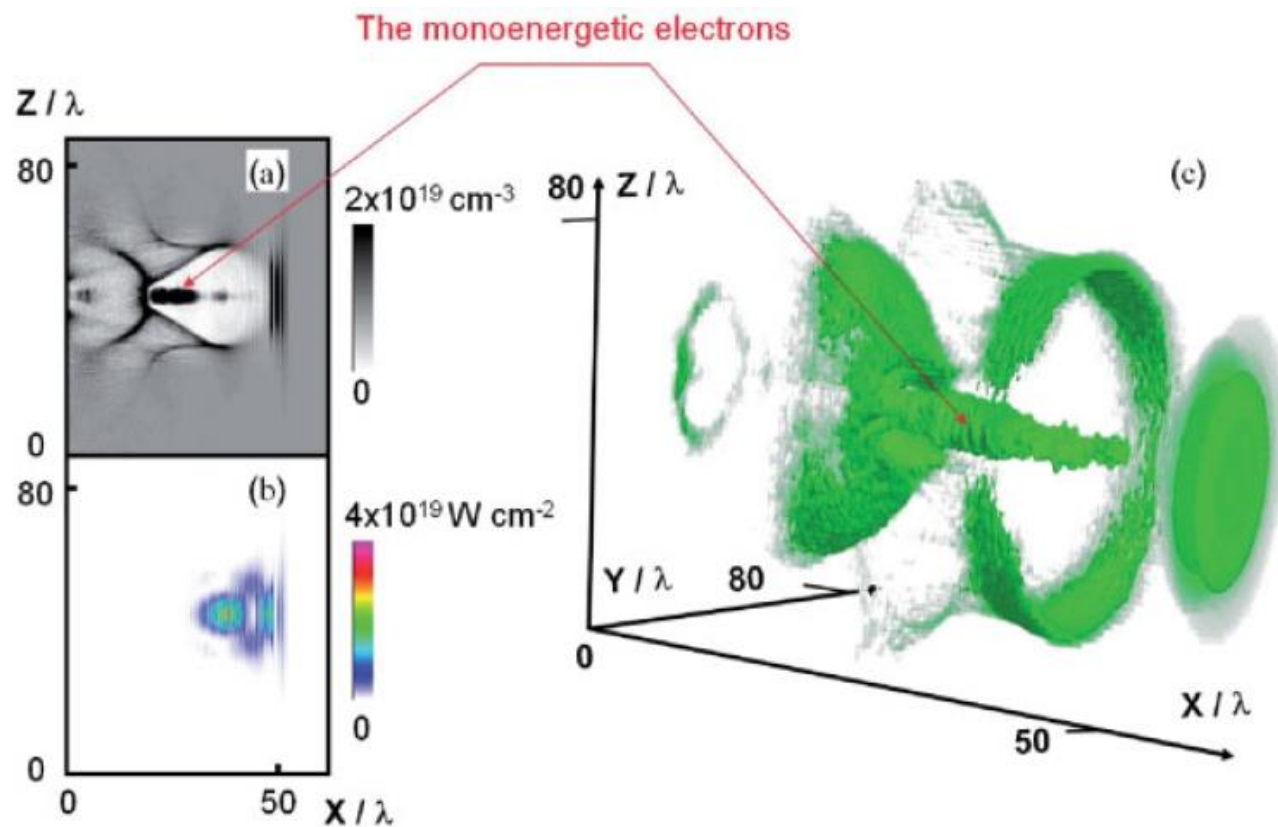 The monoenergetic electrons
Z / λ
80
(a)
2x10¹⁹ cm⁻³
0
0
80
(b)
4x10¹⁹ W cm⁻²
0
0
0
50
X / λ
80
Z / λ
(c)
Y / λ
80
0
50
X / λ